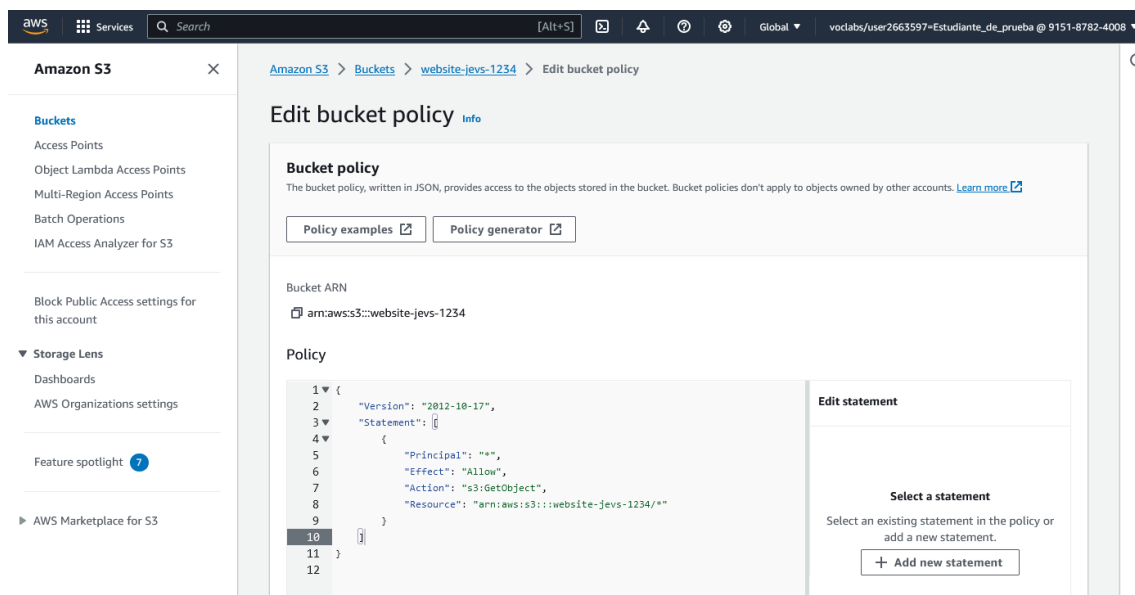 aws
Services
Search
[Alt+S]
Global
voclabs/user2663597=Estudiante_de_prueba @ 9151-8782-4008
Amazon S3
Buckets
Access Points
Object Lambda Access Points
Multi-Region Access Points
Batch Operations
IAM Access Analyzer for S3
Block Public Access settings for
this account
Storage Lens
Dashboards
AWS Organizations settings
Feature spotlight 7
AWS Marketplace for S3
Amazon S3 > Buckets > website-jevs-1234 > Edit bucket policy
Edit bucket policy Info
Bucket policy
The bucket policy, written in JSON, provides access to the objects stored in the bucket. Bucket policies don't apply to objects owned by other accounts. Learn more
Policy examples
Policy generator
Bucket ARN
arn:aws:s3:::website-jevs-1234
Policy
1 {
2 "Version": "2012-10-17",
3 "Statement": [
4 {
5 "Principal": "*",
6 "Effect": "Allow",
7 "Action": "s3:GetObject",
8 "Resource": "arn:aws:s3:::website-jevs-1234/*"
9 }
10 ]
11 }
12
Edit statement
Select a statement
Select an existing statement in the policy or
add a new statement.
+ Add new statement